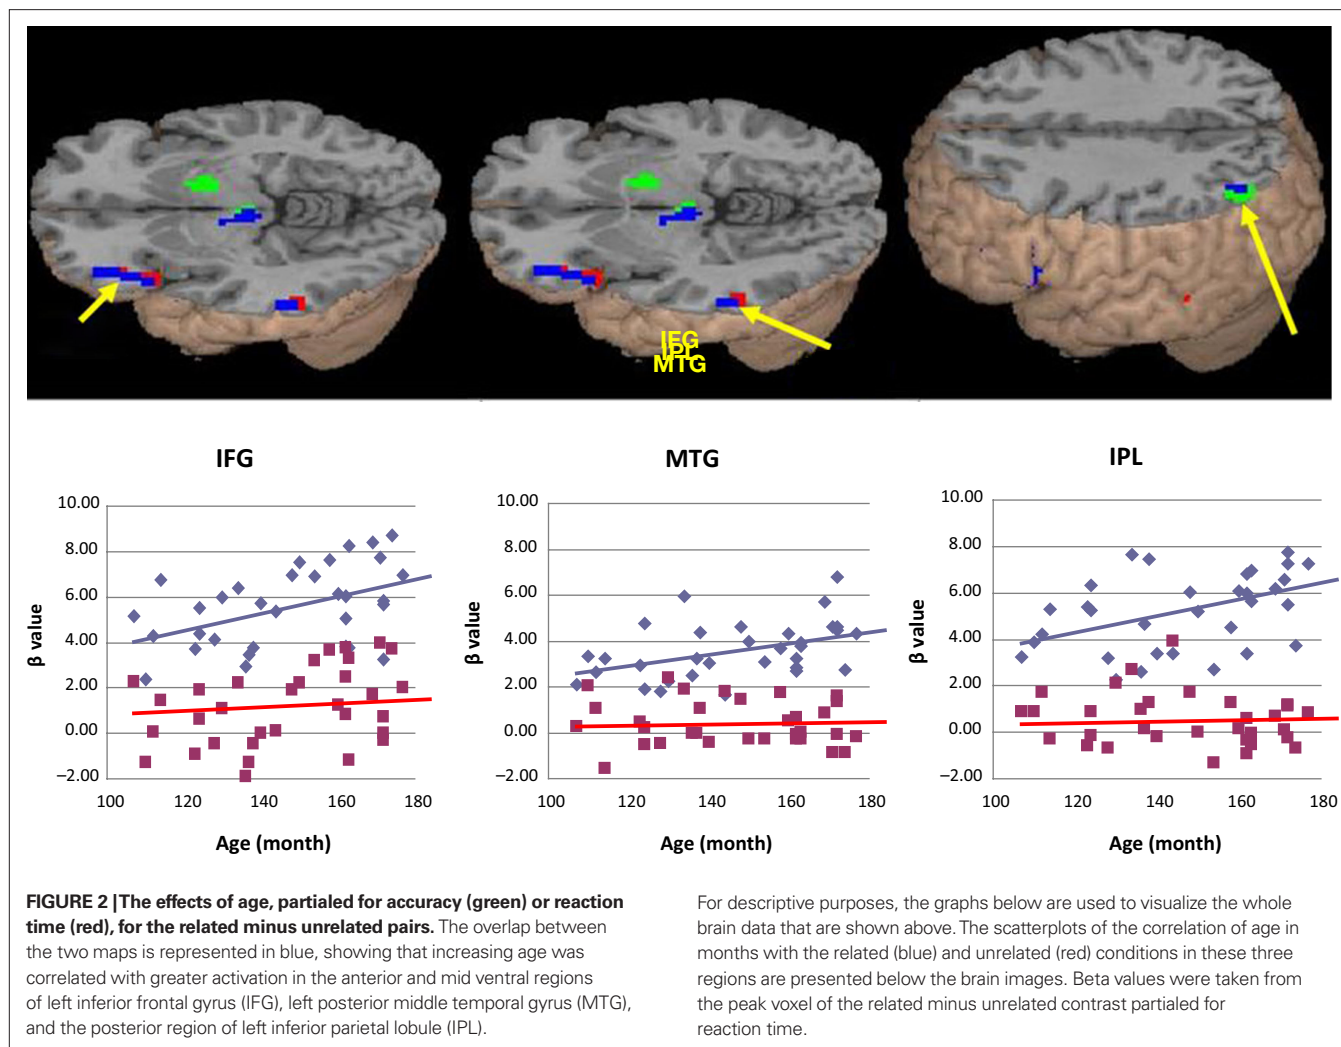 IFG
IPL
MTG
IFG
10.00
8.00
6.00
4.00
2.00
0.00
–2.00
β value
100
120
140
160
180
Age (month)
MTG
10.00
8.00
6.00
4.00
2.00
0.00
–2.00
β value
100
120
140
160
180
Age (month)
IPL
10.00
8.00
6.00
4.00
2.00
0.00
–2.00
β value
100
120
140
160
180
Age (month)
FIGURE 2 | The effects of age, partialed for accuracy (green) or reaction
time (red), for the related minus unrelated pairs. The overlap between
the two maps is represented in blue, showing that increasing age was
correlated with greater activation in the anterior and mid ventral regions
of left inferior frontal gyrus (IFG), left posterior middle temporal gyrus (MTG),
and the posterior region of left inferior parietal lobule (IPL).
For descriptive purposes, the graphs below are used to visualize the whole
brain data that are shown above. The scatterplots of the correlation of age in
months with the related (blue) and unrelated (red) conditions in these three
regions are presented below the brain images. Beta values were taken from
the peak voxel of the related minus unrelated contrast partialed for
reaction time.